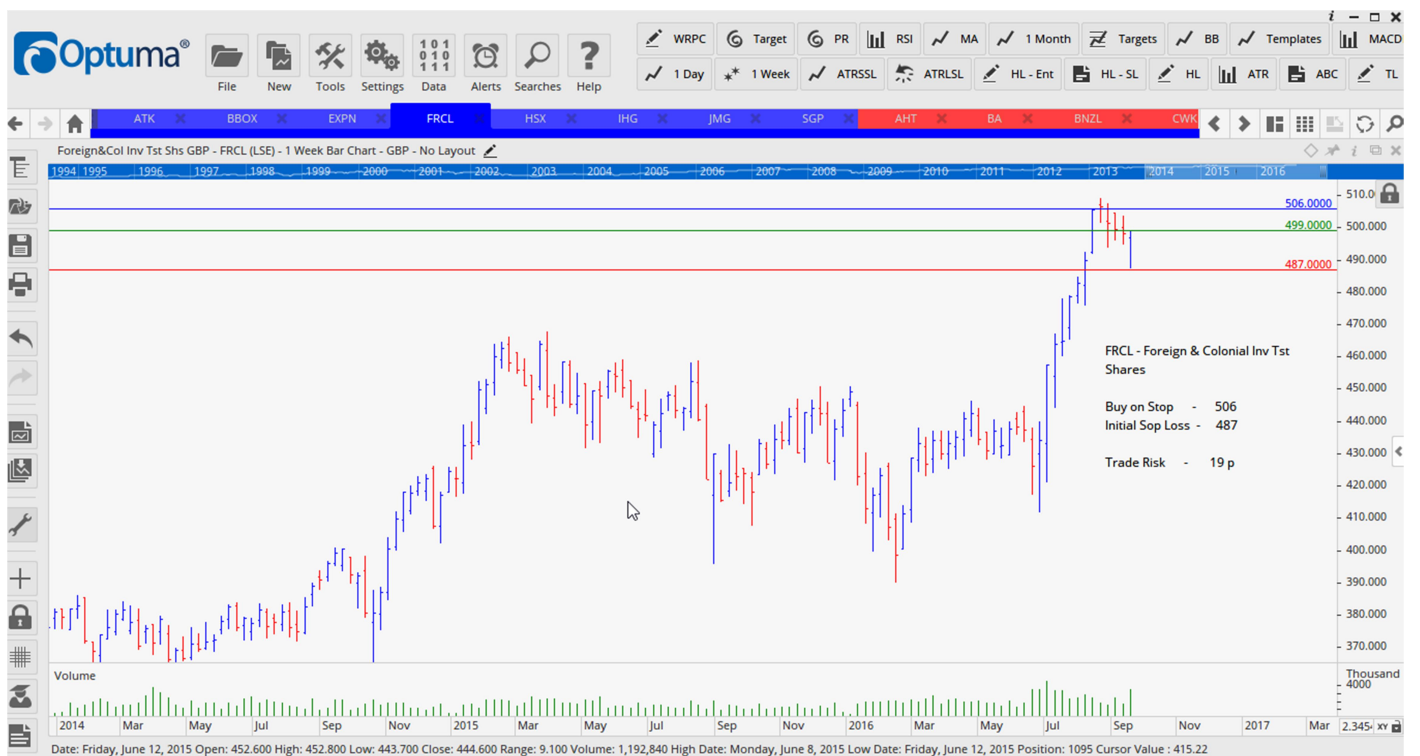 i
Optuma®
File
New
Tools
Settings
101
010
111
Data
Alerts
Searches
Help
WRPC
Target
PR
RSI
MA
1 Month
Targets
BB
Templates
MACD
1 Day
1 Week
ATRSSL
ATRLSL
HL - Ent
HL - SL
HL
ATR
ABC
TL
ATK
BBOX
EXPN
FRCL
HSX
IHG
JMG
SGP
AHT
BA
BNZL
CWK
Foreign&Col Inv Tst Shs GBP - FRCL (LSE) - 1 Week Bar Chart - GBP - No Layout
1994 1995 1996 1997 1998 1999 2000 2001 2002 2003 2004 2005 2006 2007 2008 2009 2010 2011 2012 2013 2014 2015 2016
506.0000
499.0000
487.0000
510.0
500.000
490.000
480.000
470.000
460.000
450.000
440.000
430.000
420.000
410.000
400.000
390.000
380.000
370.000
FRCL - Foreign & Colonial Inv Tst
Shares
Buy on Stop - 506
Initial Sop Loss - 487
Trade Risk - 19 p
Volume
Thousand
4000
2014 Mar May Jul Sep Nov 2015 Mar May Jul Sep Nov 2016 Mar May Jul Sep Nov 2017 Mar
2.345 XY
Date: Friday, June 12, 2015 Open: 452.600 High: 452.800 Low: 443.700 Close: 444.600 Range: 9.100 Volume: 1,192,840 High Date: Monday, June 8, 2015 Low Date: Friday, June 12, 2015 Position: 1095 Cursor Value : 415.22